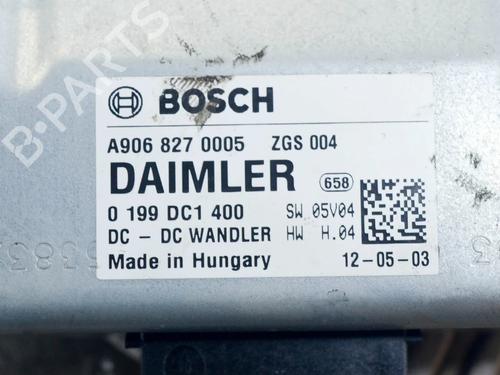 B-PARTS
BOSCH
A906 827 0005 ZGS 004
DAIMLER 658
0 199 DC1 400 SW 05V04
DC - DC WANDLER HW H.04
Made in Hungary 12-05-03